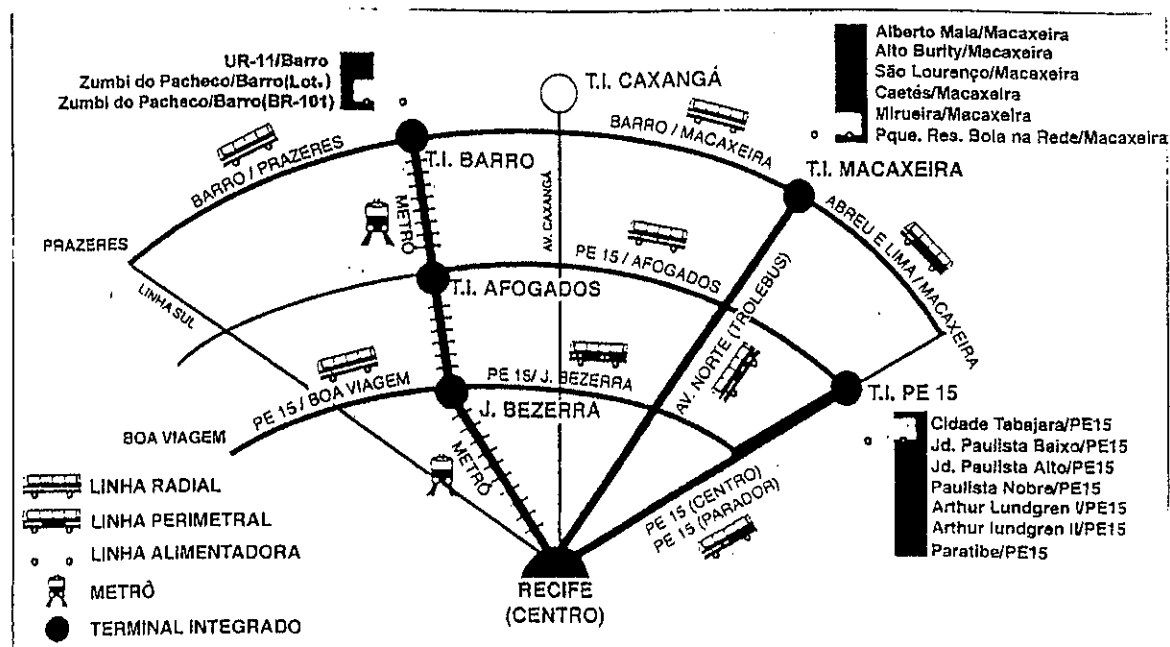 UR-11/Barro
Zumbi do Pacheco/Barro(Lot.)
Zumbi do Pacheco/Barro(BR-101)
T.I. CAXANGÁ
Alberto Maia/Macaxeira
Alto Burity/Macaxeira
São Lourenço/Macaxeira
Caetés/Macaxeira
Mirueira/Macaxeira
Pque. Res. Bola na Rede/Macaxeira
BARRO / PRAZERES
T.I. BARRO
BARRO / MACAXEIRA
T.I. MACAXEIRA
PRAZERES
METRÔ
AV. CAXANGÁ
PE 15 / AFOGADOS
ABREU E LIMA / MACAXEIRA
LINHA SUL
T.I. AFOGADOS
AV. NORTE (TROLEBUS)
PE 15 / BOA VIAGEM
PE 15/ J. BEZERRA
J. BEZERRA
T.I. PE 15
BOA VIAGEM
METRÔ
Cidade Tabajara/PE15
Jd. Paulista Baixo/PE15
Jd. Paulista Alto/PE15
Paulista Nobre/PE15
Arthur Lundgren I/PE15
Arthur lundgren II/PE15
Paratibe/PE15
PE 15 (CENTRO)
PE 15 (PARADOR)
LINHA RADIAL
LINHA PERIMETRAL
LINHA ALIMENTADORA
METRÔ
TERMINAL INTEGRADO
RECIFE
(CENTRO)